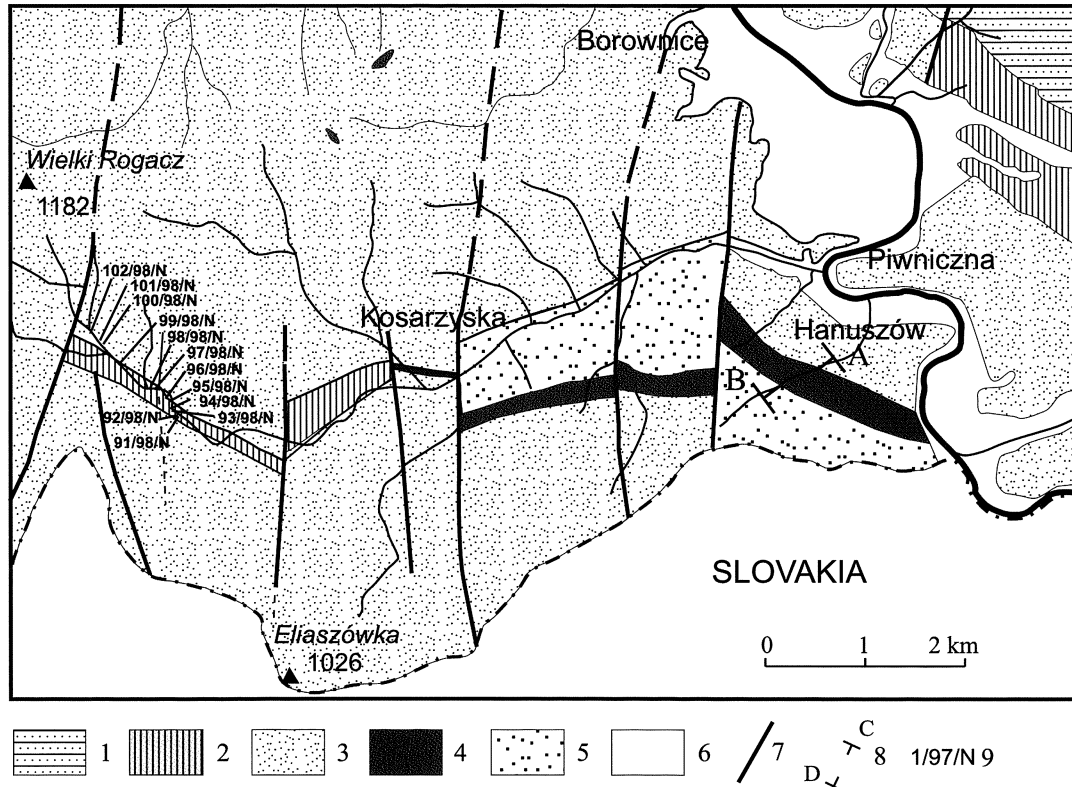 Borownice
Wielki Rogacz
1182
102/98/N
101/98/N
100/98/N
99/98/N
98/98/N
97/98/N
96/98/N
95/98/N
94/98/N
92/98/N 93/98/N
91/98/N
Kosarzyska
Piwniczna
Hanuszów
A
B
SLOVAKIA
Eliaszówka
1026
0 1 2 km
1 2 3 4 5 6 7 C D 8 1/97/N 9